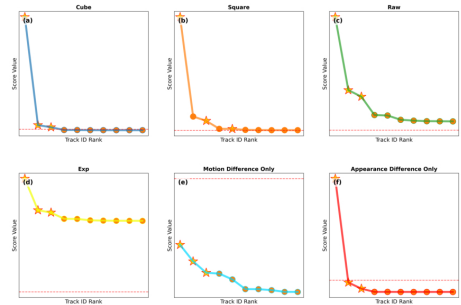 Cube
(a)
Score Value
Track ID Rank
Square
(b)
Score Value
Track ID Rank
Raw
(c)
Score Value
Track ID Rank
Exp
(d)
Score Value
Track ID Rank
Motion Difference Only
(e)
Score Value
Track ID Rank
Appearance Difference Only
(f)
Score Value
Track ID Rank